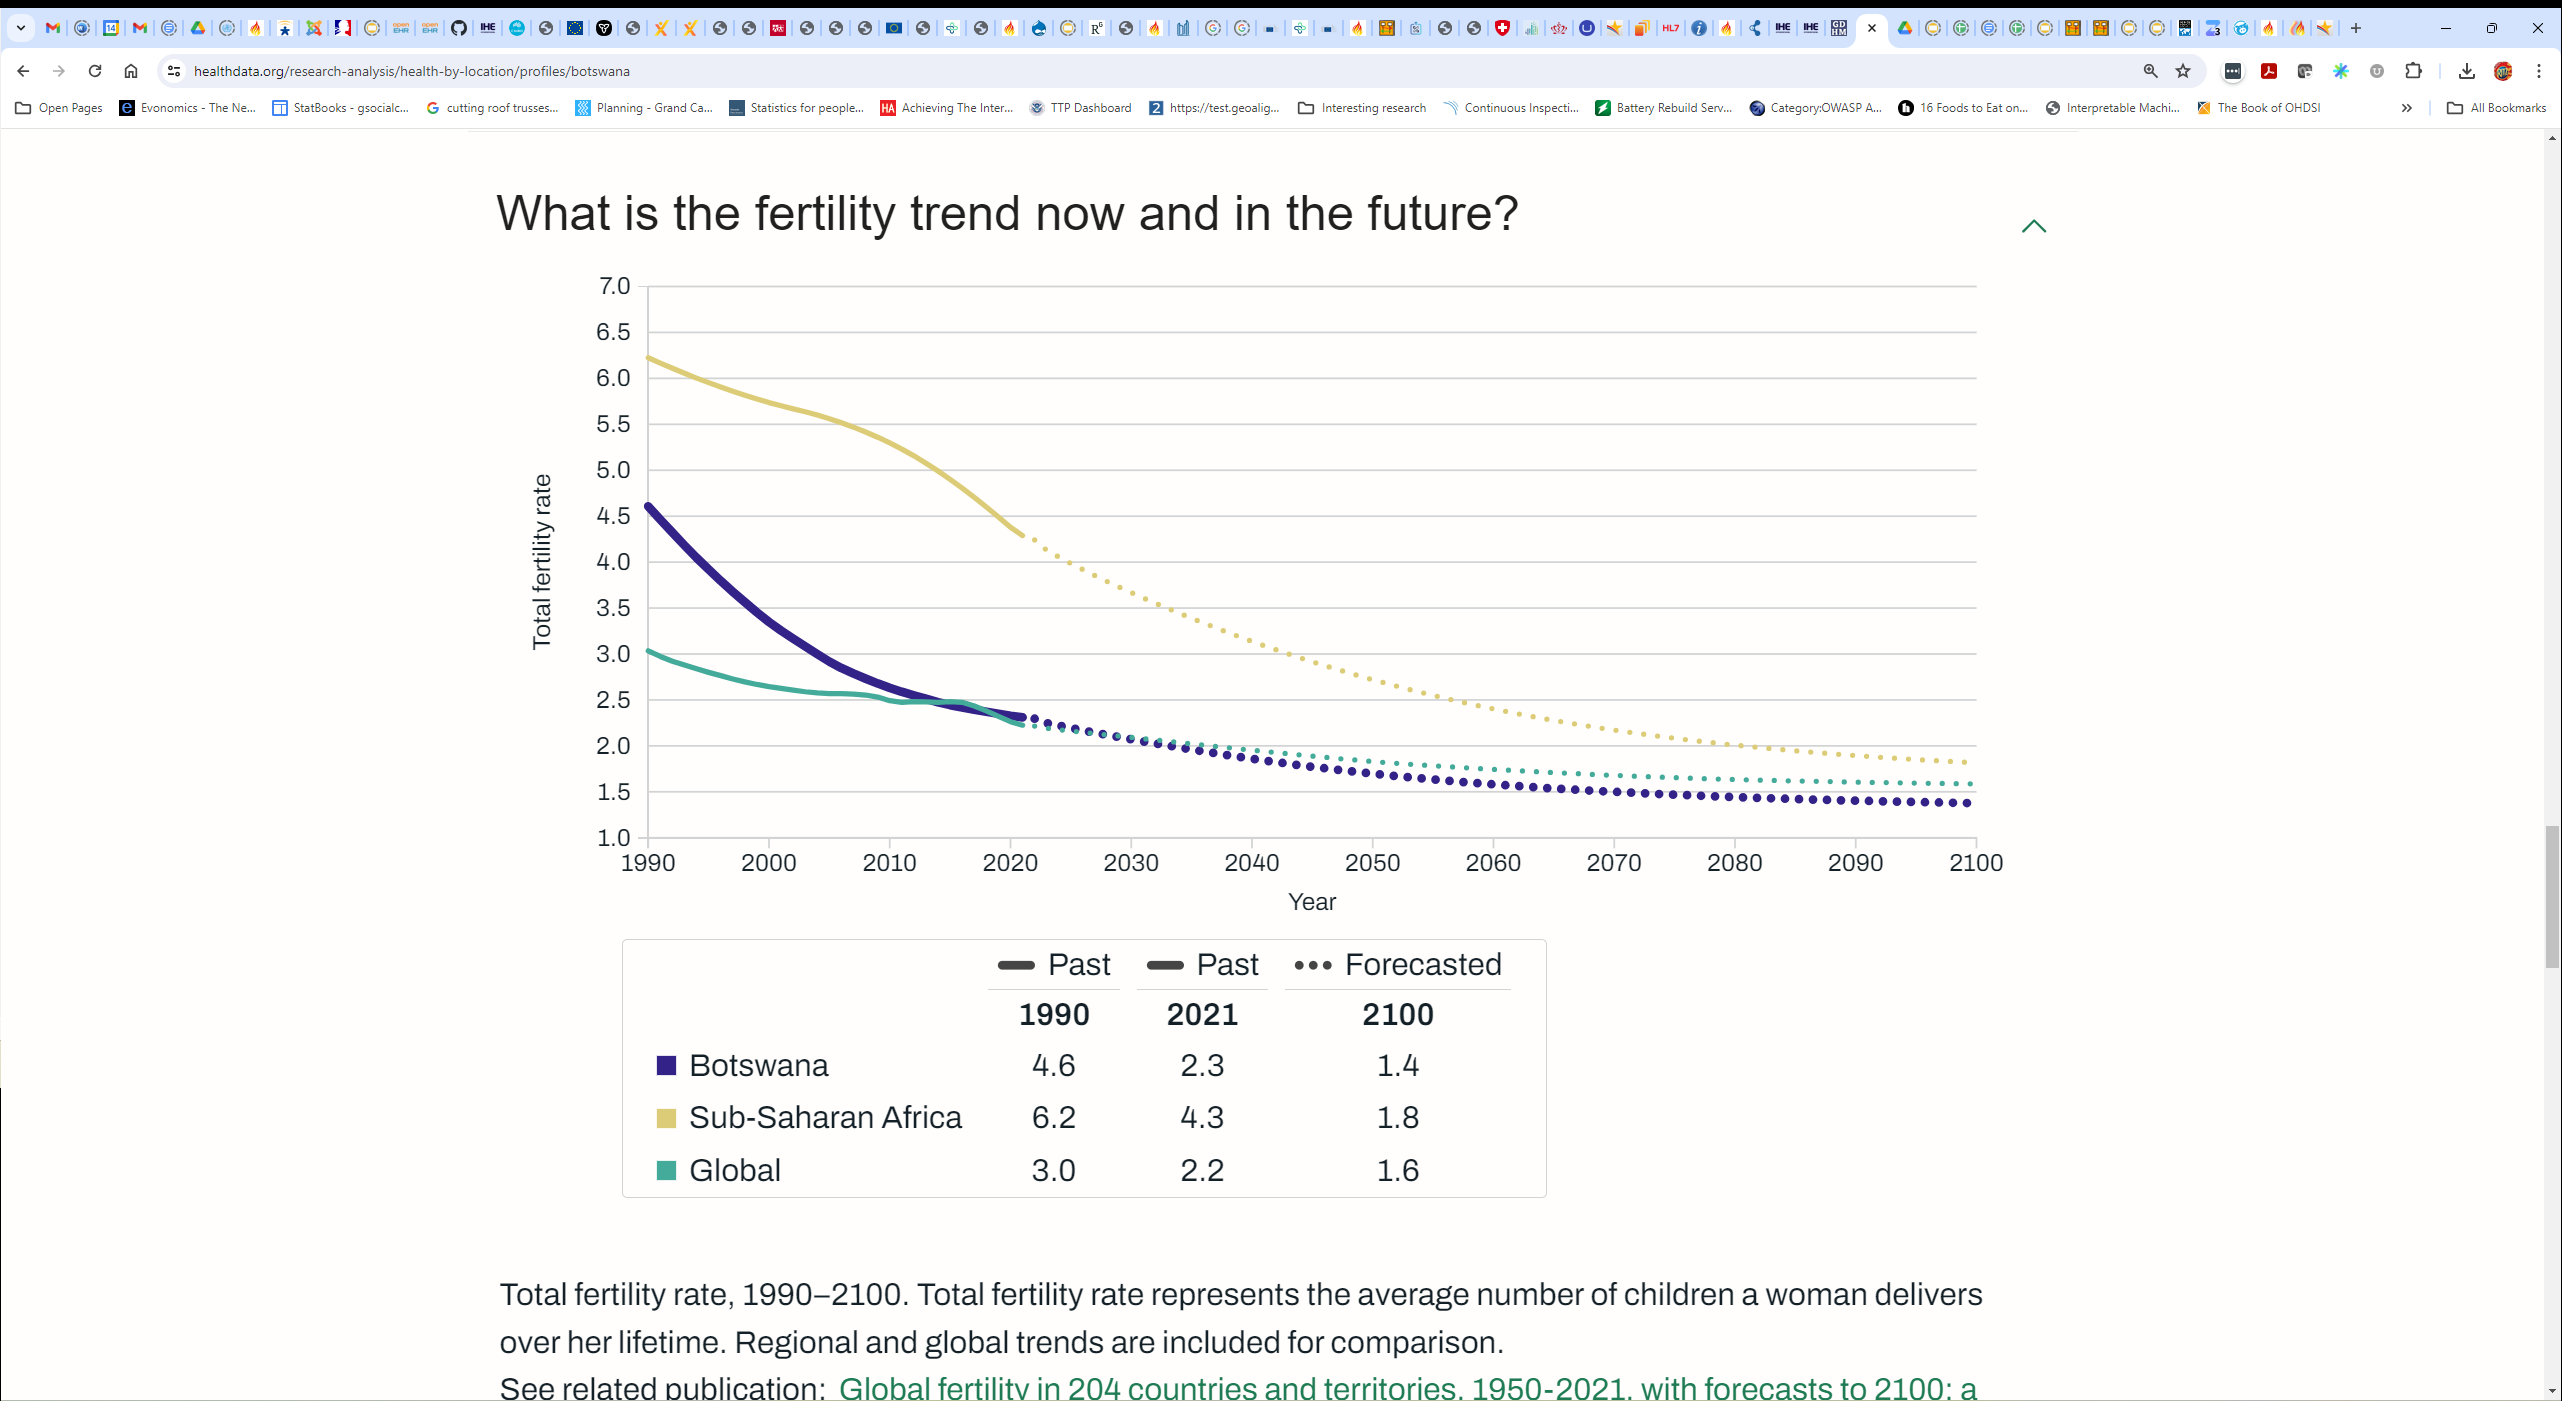 healthdata.org/research-analysis/health-by-location/profiles/botswana
Open Pages
Evonomics - The Ne...
StatBooks - gsocialc...
cutting roof trusses...
Planning - Grand Ca...
Statistics for people...
HA Achieving The Inter...
TTP Dashboard
https://test.geoalig...
Interesting research
Continuous Inspecti...
Battery Rebuild Serv...
Category:OWASP A...
16 Foods to Eat on...
Interpretable Machi...
The Book of OHDSI
All Bookmarks
What is the fertility trend now and in the future?
7.0
6.5
6.0
5.5
5.0
4.5
4.0
3.5
3.0
2.5
2.0
1.5
1.0
Total fertility rate
1990 2000 2010 2020 2030 2040 2050 2060 2070 2080 2090 2100
Year
Past Past Forecasted
1990 2021 2100
Botswana 4.6 2.3 1.4
Sub-Saharan Africa 6.2 4.3 1.8
Global 3.0 2.2 1.6
Total fertility rate, 1990–2100. Total fertility rate represents the average number of children a woman delivers
over her lifetime. Regional and global trends are included for comparison.
See related publication: Global fertility in 204 countries and territories, 1950-2021, with forecasts to 2100: a